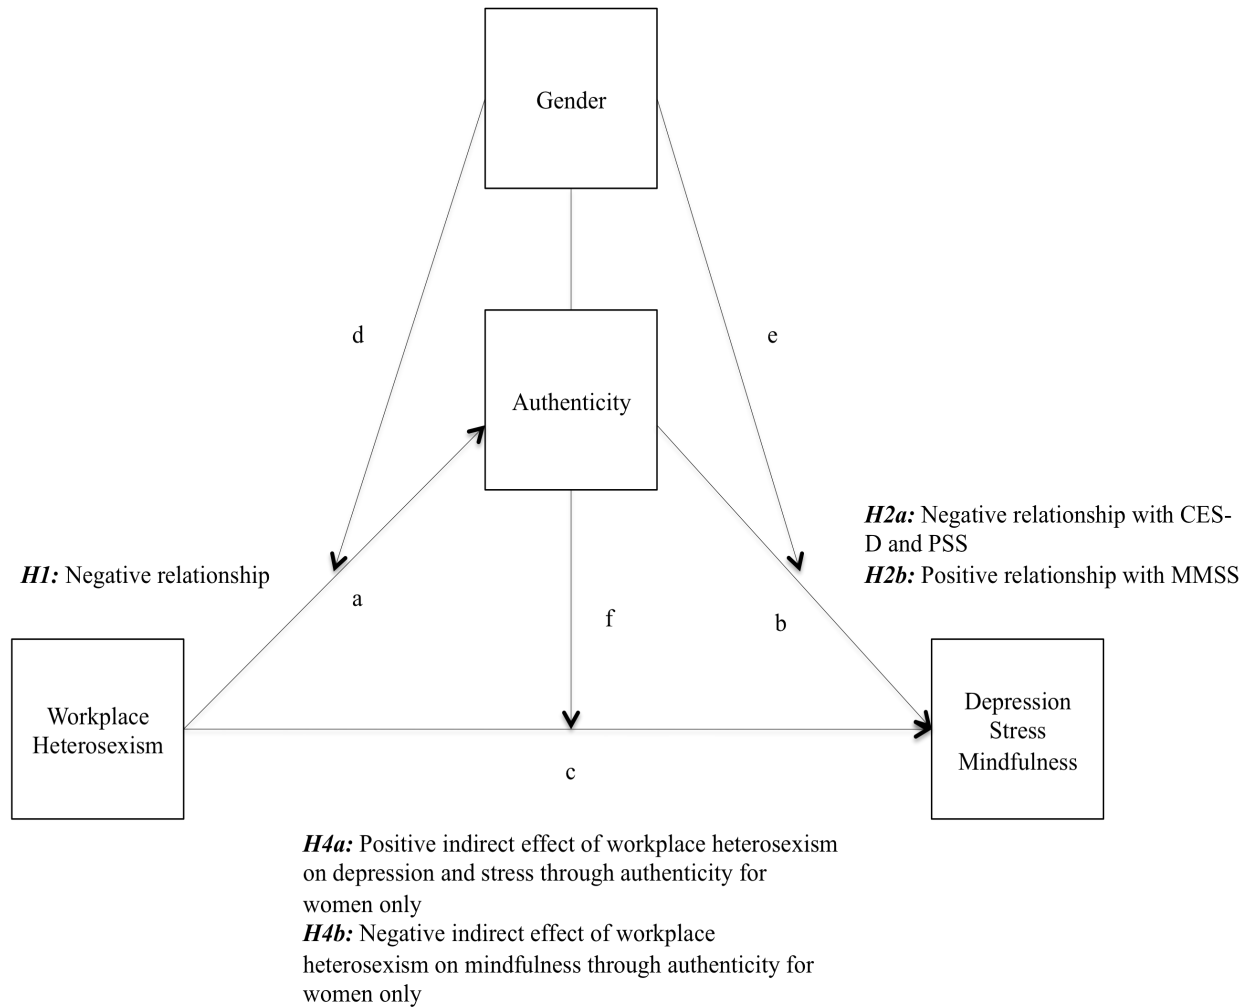 Gender
d
e
Authenticity
H2a: Negative relationship with CES-
D and PSS
H1: Negative relationship
H2b: Positive relationship with MMSS
a
f
b
Workplace
Heterosexism
Depression
Stress
Mindfulness
c
H4a: Positive indirect effect of workplace heterosexism
on depression and stress through authenticity for
women only
H4b: Negative indirect effect of workplace
heterosexism on mindfulness through authenticity for
women only